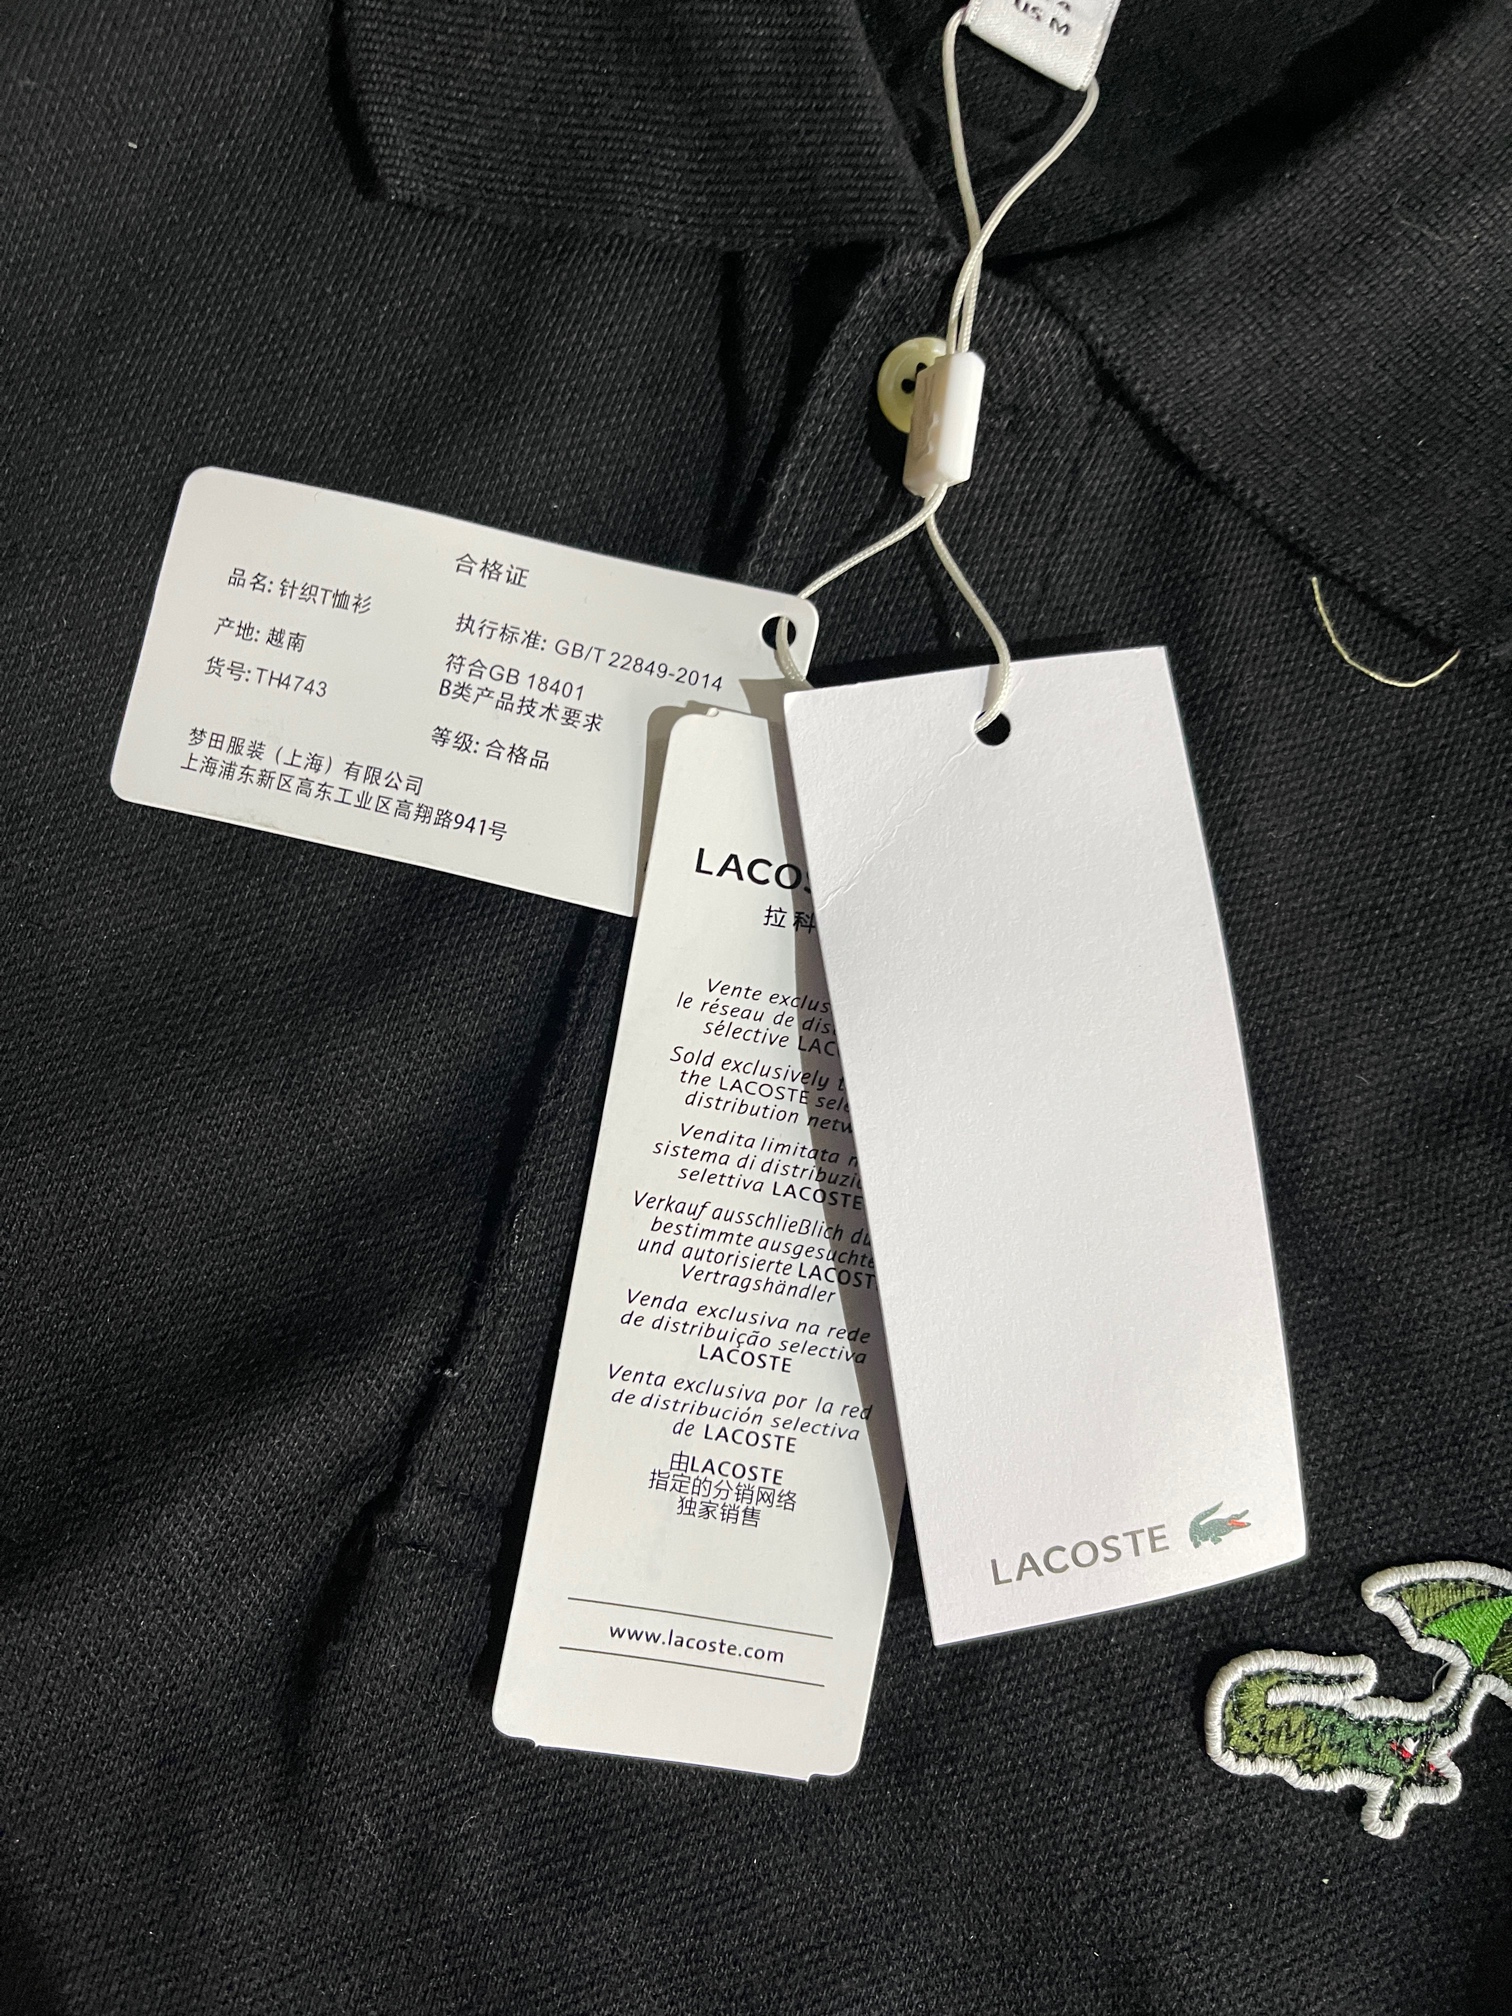 US M
合格证
品名: 针织T恤衫
产地: 越南
货号: TH4743
执行标准: GB/T 22849-2014
符合GB 18401
B类产品技术要求
等级: 合格品
梦田服装（上海）有限公司
上海浦东新区高东工业区高翔路941号
LACOS
拉科
Vente exclus
le réseau de dis
sélective LAC
Sold exclusively t
the LACOSTE sele
distribution netw
Vendita limitata n
sistema di distribuzi
selettiva LACOSTE
Verkauf ausschließlich du
bestimmte ausgesuchte
und autorisierte LACOST
Vertragshändler
Venda exclusiva na rede
de distribuição selectiva
LACOSTE
Venta exclusiva por la red
de distribución selectiva
de LACOSTE
由LACOSTE
指定的分销网络
独家销售
www.lacoste.com
LACOSTE